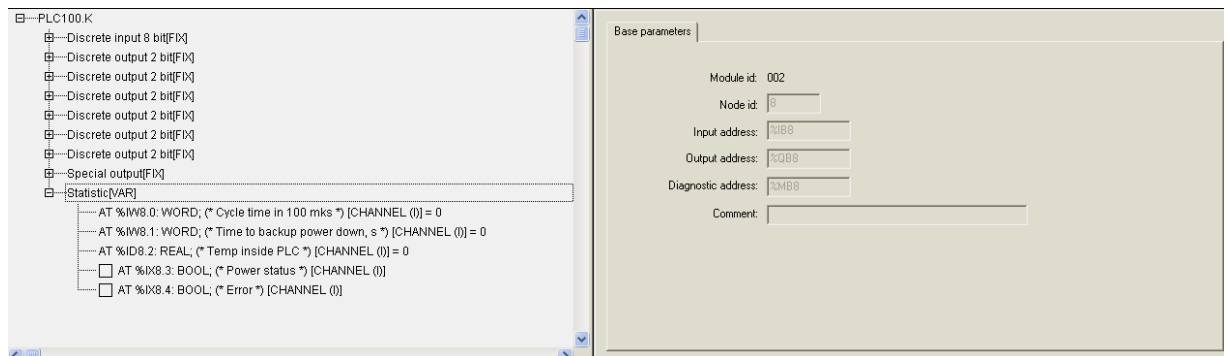 PLC100.K
Discrete input 8 bit[FIX]
Discrete output 2 bit[FIX]
Discrete output 2 bit[FIX]
Discrete output 2 bit[FIX]
Discrete output 2 bit[FIX]
Discrete output 2 bit[FIX]
Discrete output 2 bit[FIX]
Special output[FIX]
Statistic[VAR]
AT %IW8.0: WORD; (* Cycle time in 100 mks *) [CHANNEL (I)] = 0
AT %IW8.1: WORD; (* Time to backup power down, s *) [CHANNEL (I)] = 0
AT %ID8.2: REAL; (* Temp inside PLC *) [CHANNEL (I)] = 0
AT %IX8.3: BOOL; (* Power status *) [CHANNEL (I)]
AT %IX8.4: BOOL; (* Error *) [CHANNEL (I)]
Base parameters
Module id: 002
Node id: 8
Input address: %IB8
Output address: %QB8
Diagnostic address: %MB8
Comment: